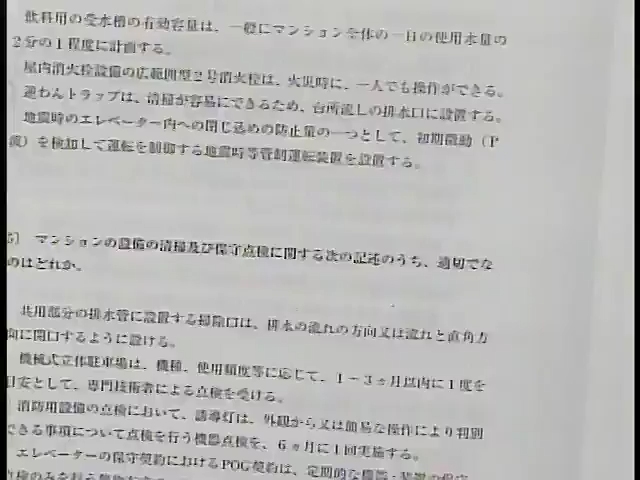 飲料用の受水槽の有効容量は、一般にマンション全体の一日の使用水量の
2分の1程度に計画する。
屋内消火栓設備の広範囲型2号消火栓は、火災時に、一人でも操作ができる。
逆わんトラップは、清掃が容易にできるため、台所流しの排水口に設置する。
地震時のエレベーター内への閉じ込めの防止策の一つとして、初期微動（P
波）を検知して運転を制御する地震時等管制運転装置を設置する。
〕 マンションの設備の清掃及び保守点検に関する次の記述のうち、適切でな
のはどれか。
共用部分の排水管に設置する掃除口は、排水の流れの方向又は流れと直角方
向に開口するように設ける。
機械式立体駐車場は、機種、使用頻度等に応じて、1～3ヶ月以内に1度を
目安として、専門技術者による点検を受ける。
消防用設備の点検において、誘導灯は、外観から又は簡易な操作により判別
できる事項について点検を行う機器点検を、6ヵ月に1回実施する。
エレベーターの保守契約におけるPOG契約は、定期的な機器・装置の保守